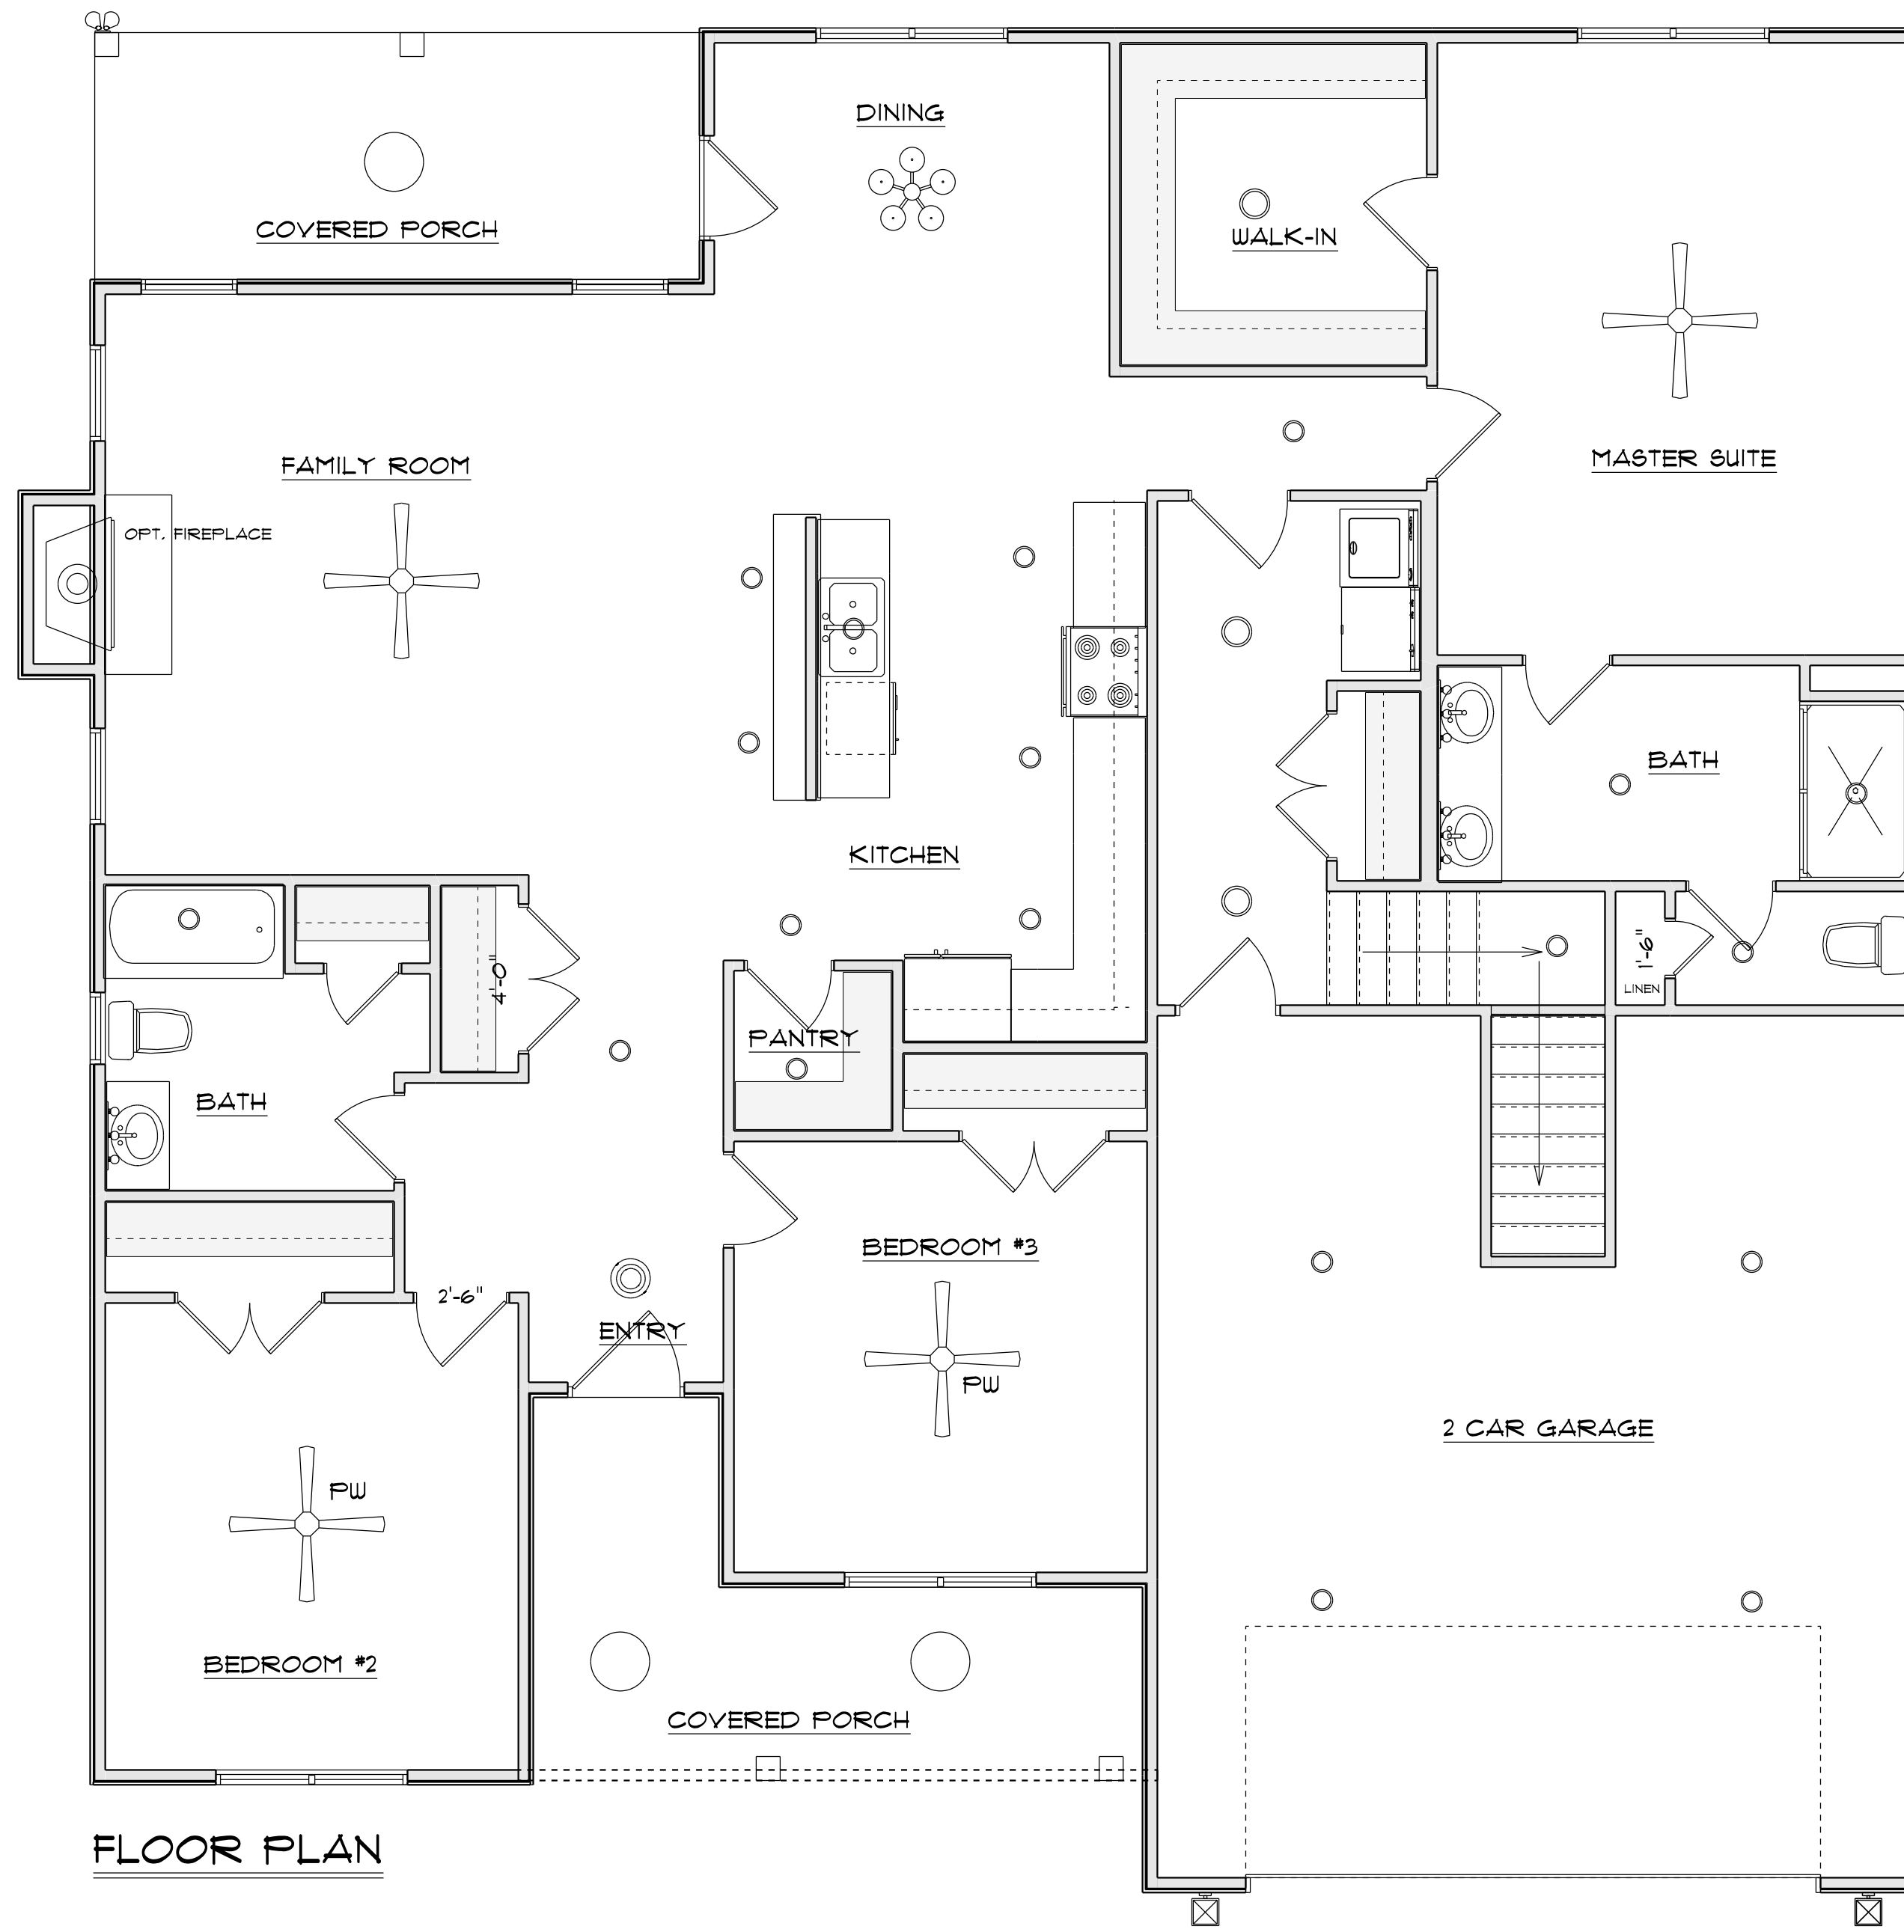 DINING
COVERED PORCH
WALK-IN
FAMILY ROOM
MASTER SUITE
OPT. FIREPLACE
BATH
KITCHEN
4'-0"
1'-6"
LINEN
PANTRY
BATH
BEDROOM #3
2'-6"
ENTRY
PW
2 CAR GARAGE
PW
BEDROOM #2
COVERED PORCH
FLOOR PLAN